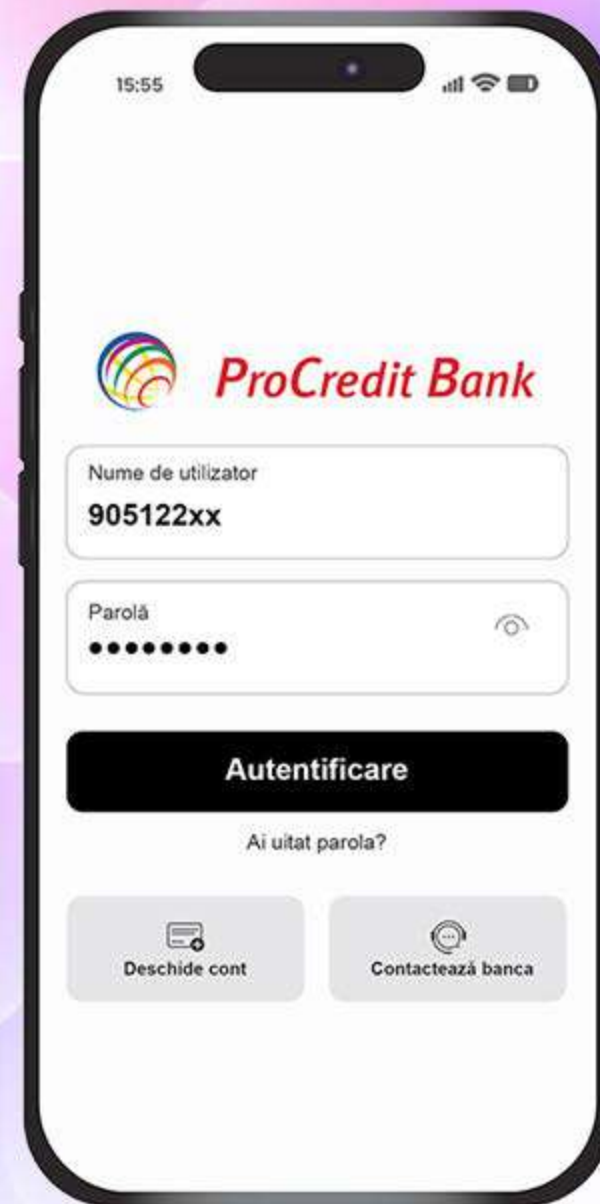 15:55
ProCredit Bank
Nume de utilizator
905122xx
Parolă
••••••••
Autentificare
Ai uitat parola?
Deschide cont
Contactează banca